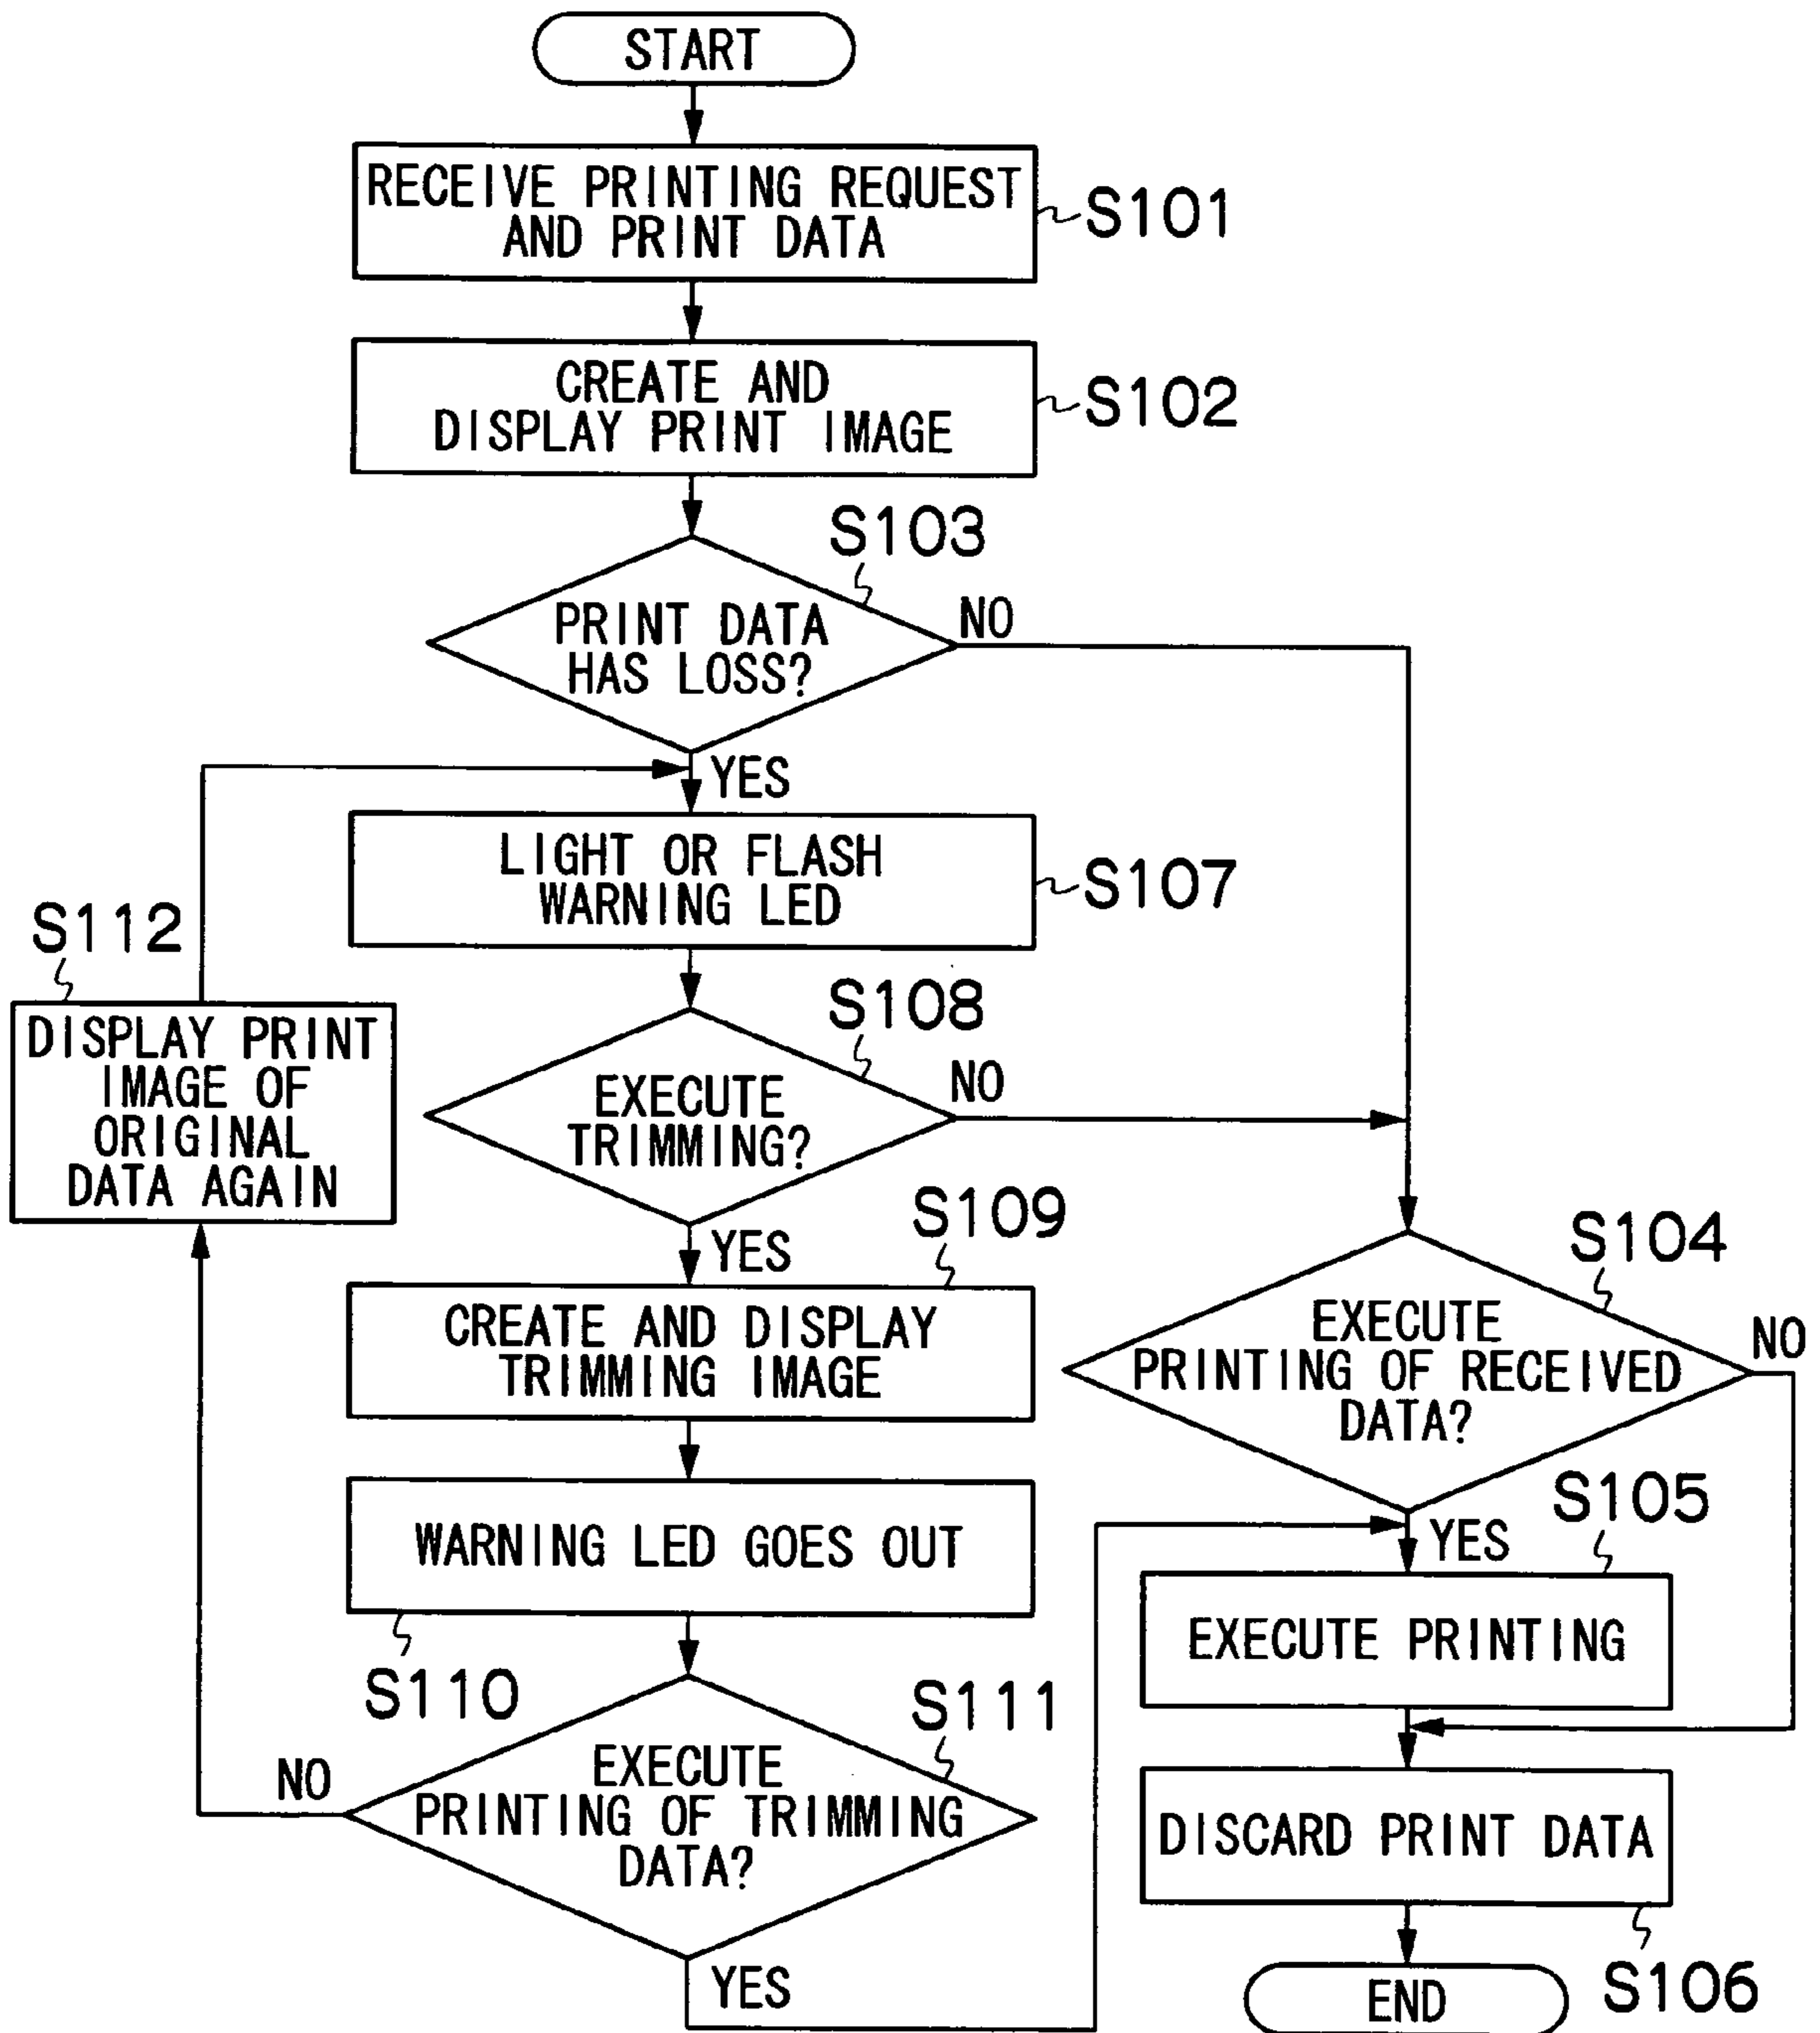 START
RECEIVE PRINTING REQUEST
AND PRINT DATA
S101
CREATE AND
DISPLAY PRINT IMAGE
S102
S103
PRINT DATA
HAS LOSS?
NO
YES
LIGHT OR FLASH
WARNING LED
S107
S112
DISPLAY PRINT
IMAGE OF
ORIGINAL
DATA AGAIN
S108
EXECUTE
TRIMMING?
NO
YES
S109
CREATE AND DISPLAY
TRIMMING IMAGE
WARNING LED GOES OUT
S110
S111
EXECUTE
PRINTING OF TRIMMING
DATA?
NO
YES
S104
EXECUTE
PRINTING OF RECEIVED
DATA?
NO
YES
S105
EXECUTE PRINTING
DISCARD PRINT DATA
S106
END